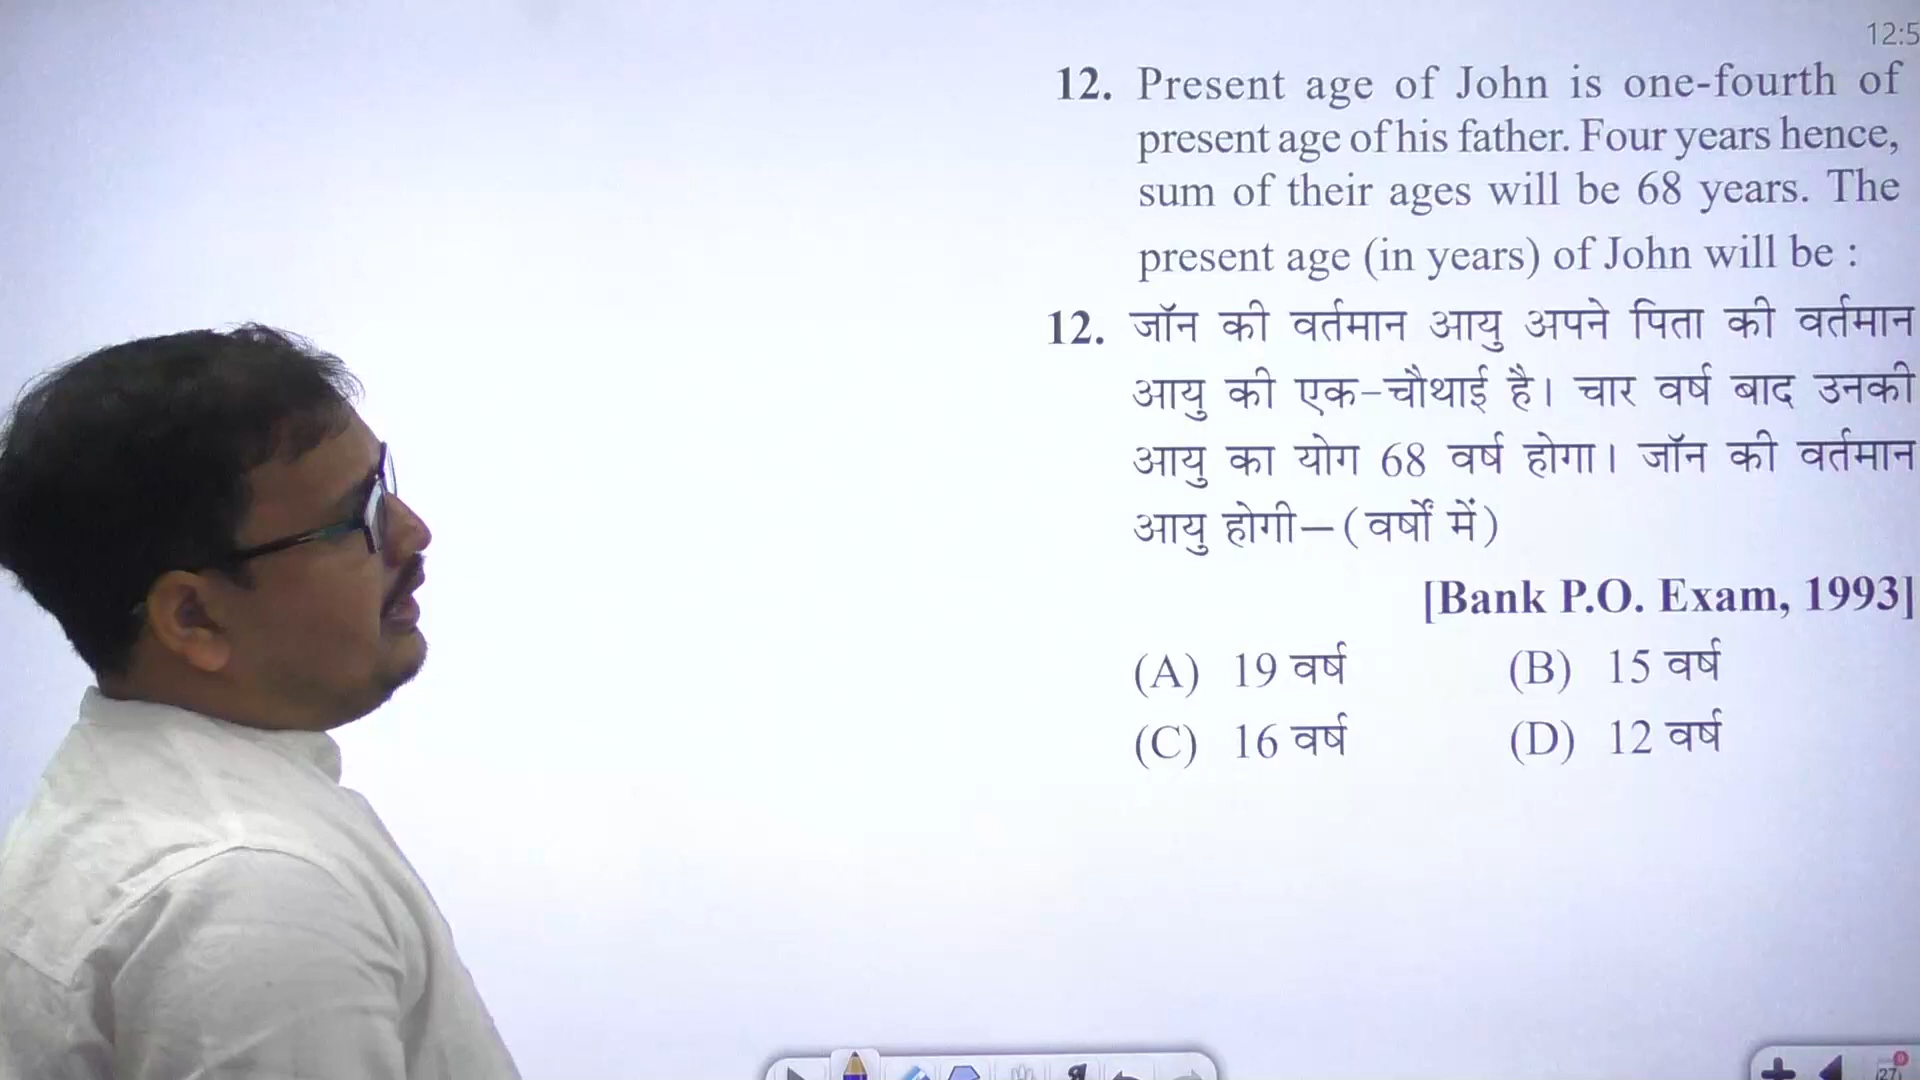 12:5
12. Present age of John is one-fourth of
present age of his father. Four years hence,
sum of their ages will be 68 years. The
present age (in years) of John will be :
12. जॉन की वर्तमान आयु अपने पिता की वर्तमान
आयु की एक-चौथाई है। चार वर्ष बाद उनकी
आयु का योग 68 वर्ष होगा। जॉन की वर्तमान
आयु होगी—(वर्षों में)
[Bank P.O. Exam, 1993]
(A) 19 वर्ष (B) 15 वर्ष
(C) 16 वर्ष (D) 12 वर्ष